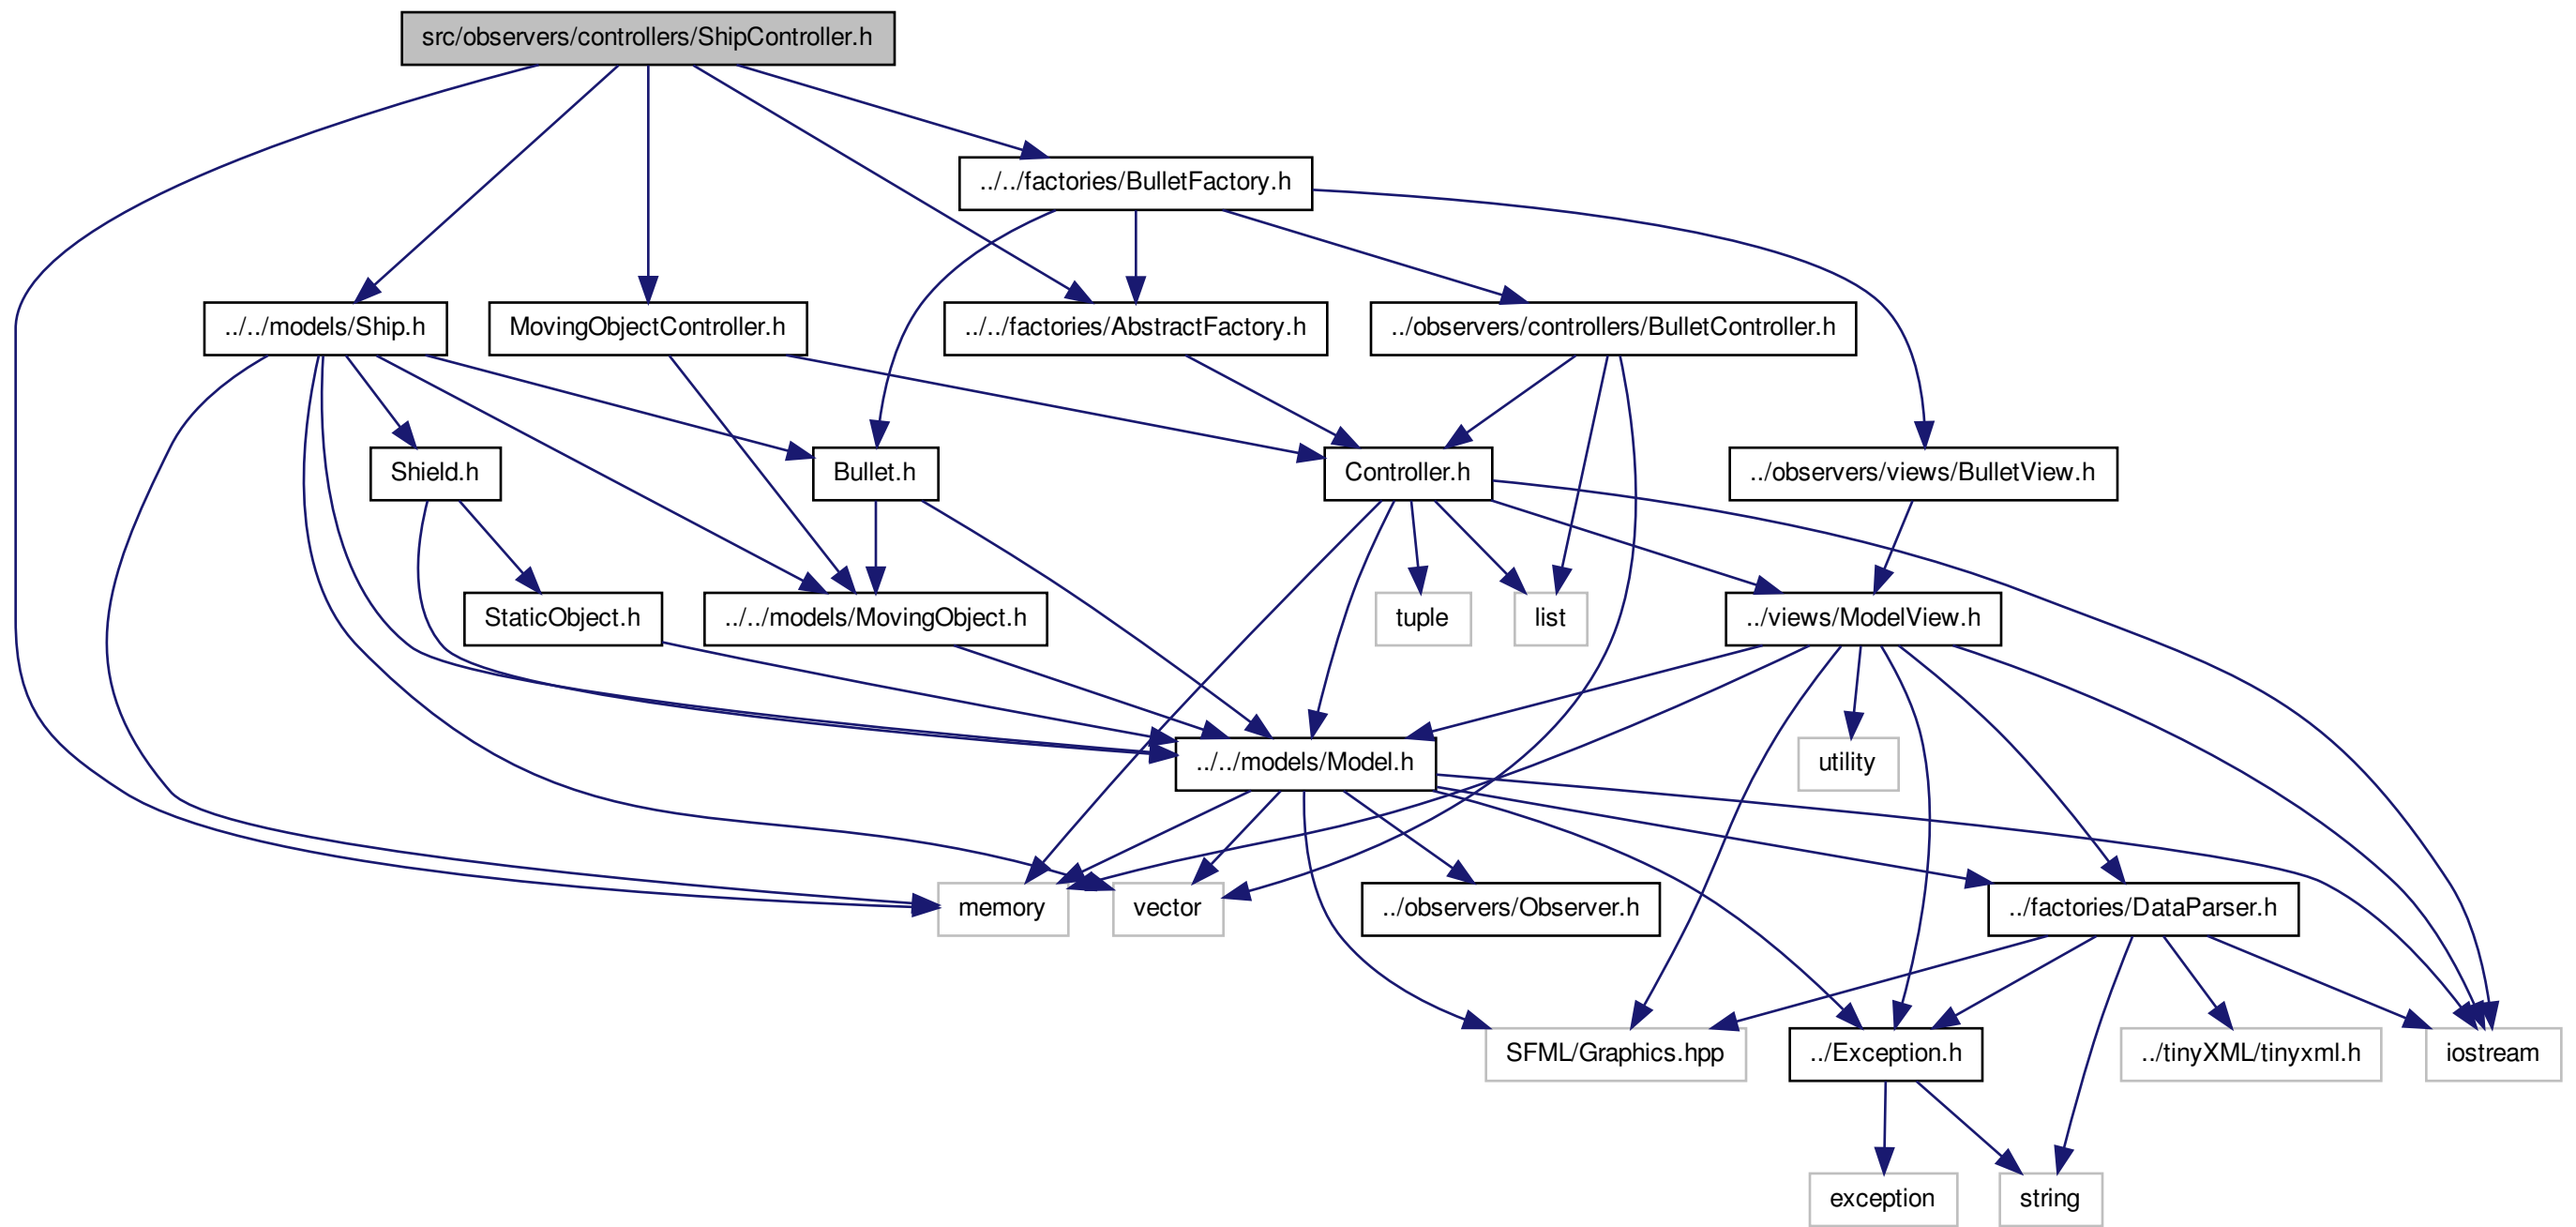 src/observers/controllers/ShipController.h
../../factories/BulletFactory.h
../../models/Ship.h
MovingObjectController.h
../../factories/AbstractFactory.h
../observers/controllers/BulletController.h
Shield.h
Bullet.h
Controller.h
../observers/views/BulletView.h
StaticObject.h
../../models/MovingObject.h
tuple
list
../views/ModelView.h
../../models/Model.h
utility
memory
vector
../observers/Observer.h
../factories/DataParser.h
SFML/Graphics.hpp
../Exception.h
../tinyXML/tinyxml.h
iostream
exception
string